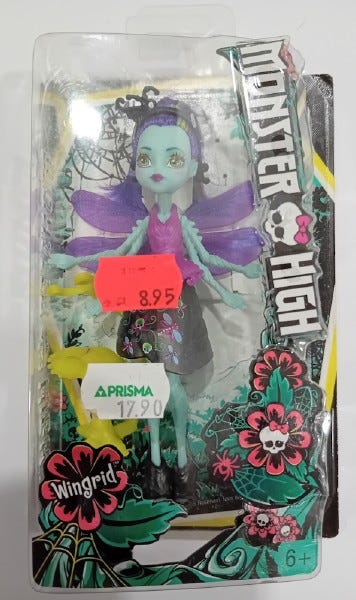 MONSTER HIGH
8.95
PRISMA
17.90
Wingrid
6+